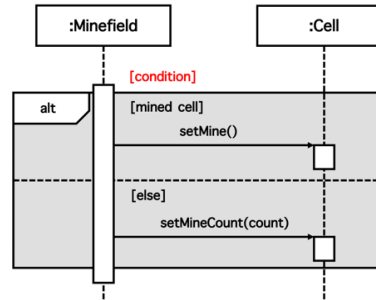 :Minefield
:Cell
[condition]
alt
[mined cell]
setMine()
[else]
setMineCount(count)